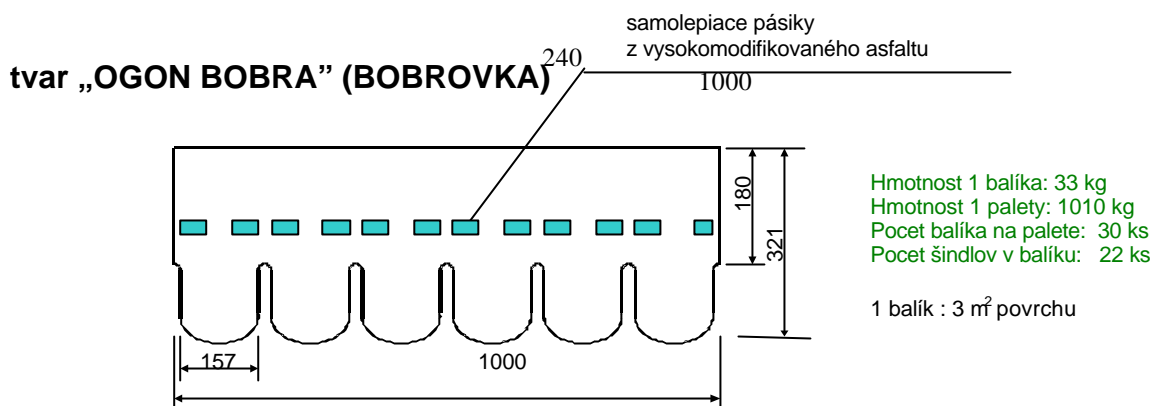 samolepiace pásiky
z vysokomodifikovaného asfaltu
240
tvar „OGON BOBRA” (BOBROVKA)
1000
180
321
Hmotnost 1 balíka: 33 kg
Hmotnost 1 palety: 1010 kg
Pocet balíka na palete: 30 ks
Pocet šindlov v balíku: 22 ks
1 balík : 3 m² povrchu
157
1000